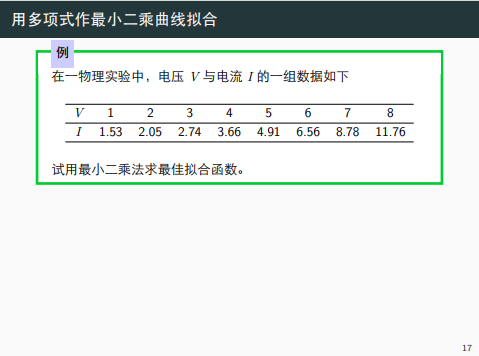 用多项式作最小二乘曲线拟合
例
在一物理实验中，电压 V 与电流 I 的一组数据如下
V 1 2 3 4 5 6 7 8
I 1.53 2.05 2.74 3.66 4.91 6.56 8.78 11.76
试用最小二乘法求最佳拟合函数。
17